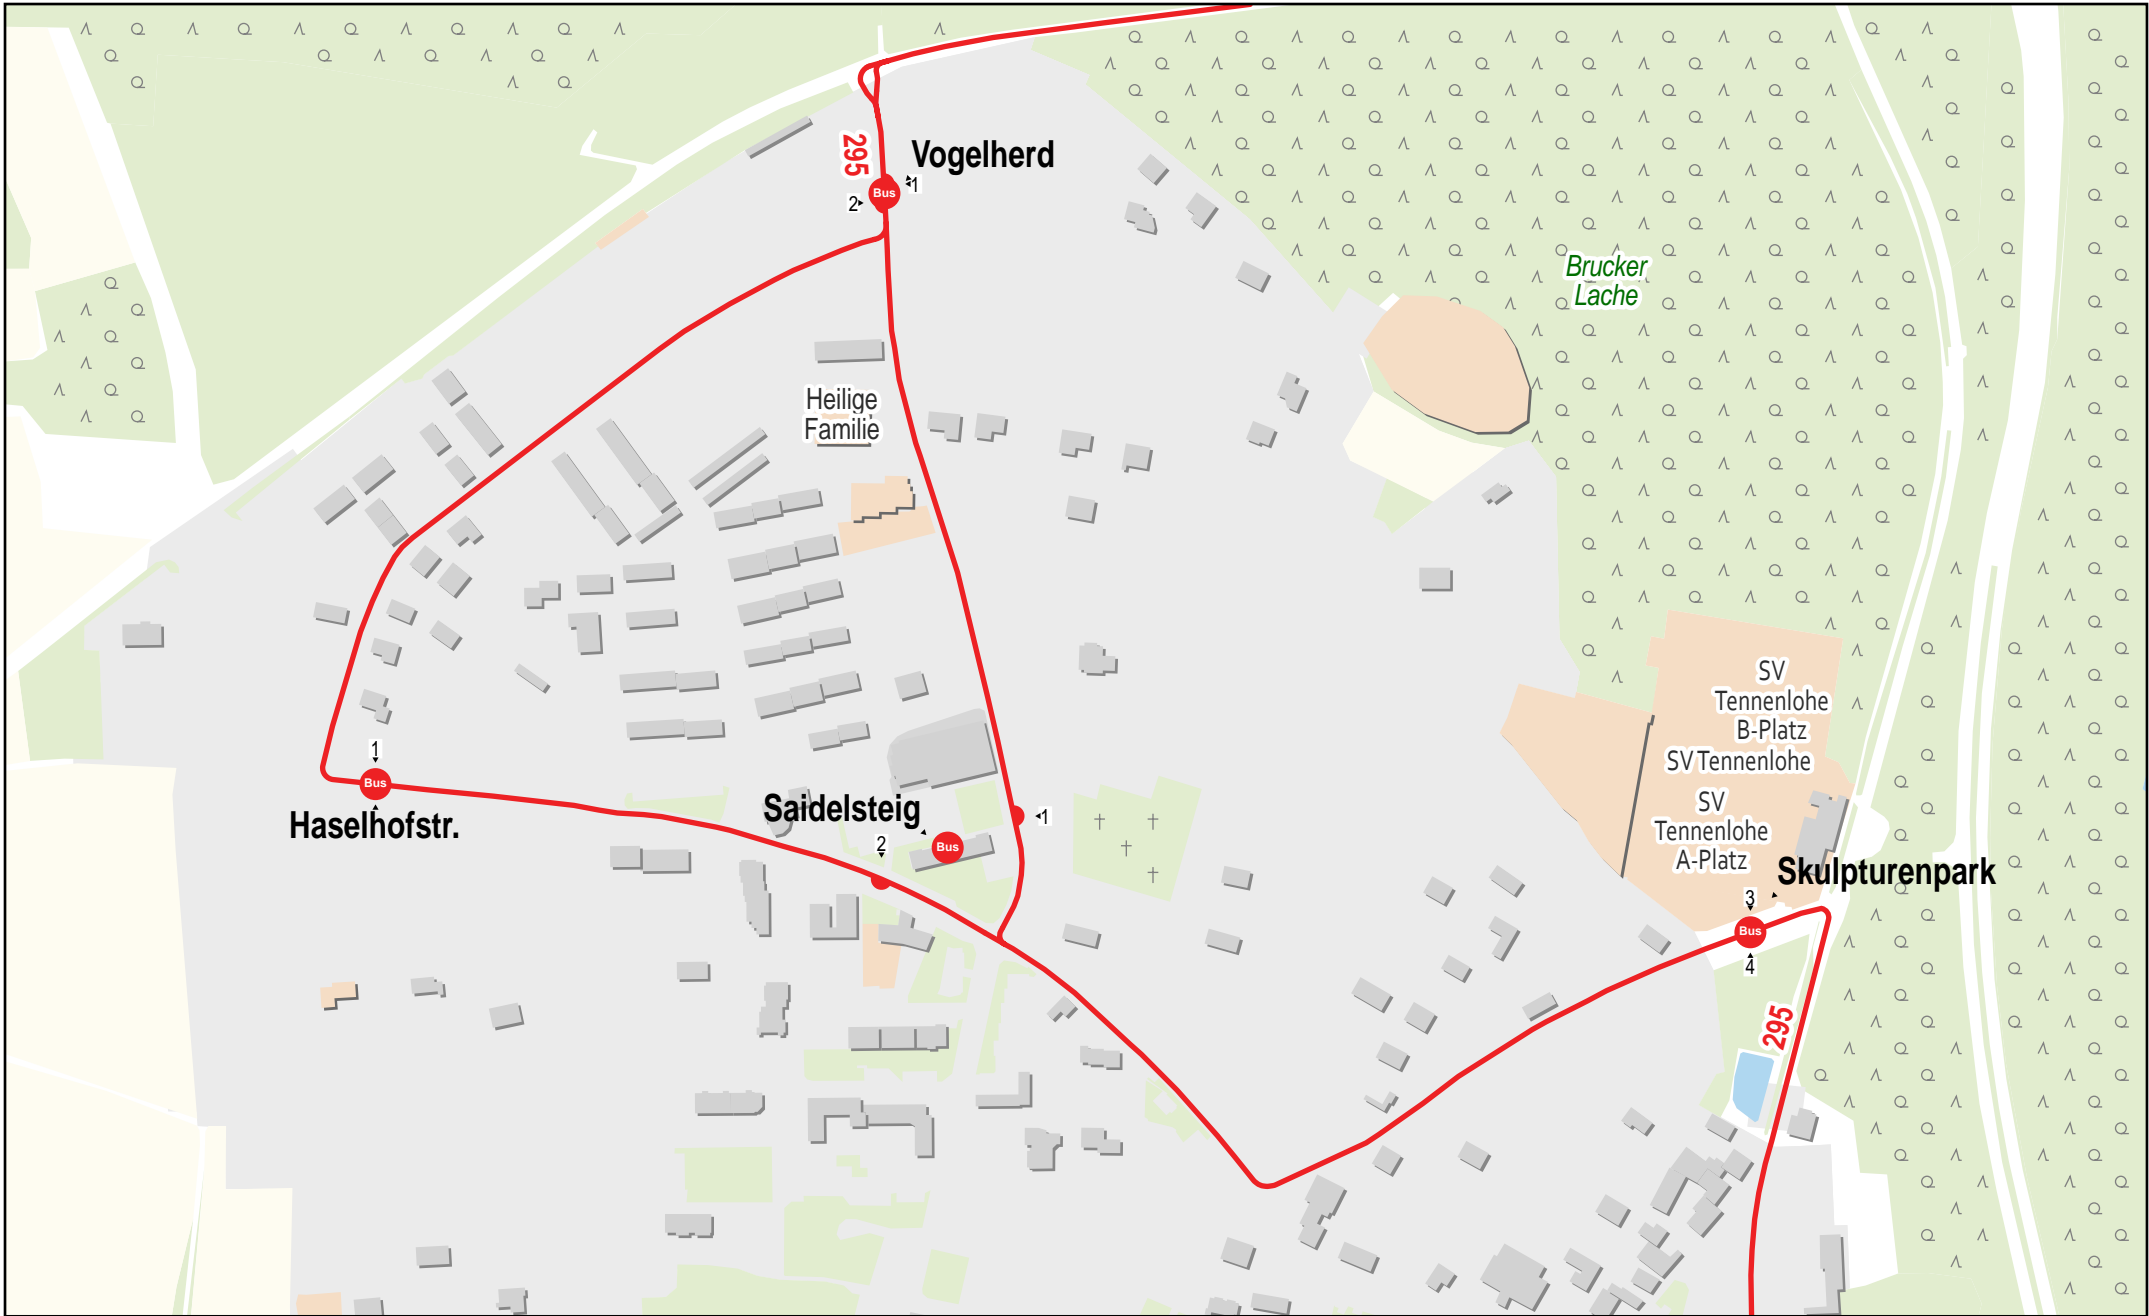 295
Vogelherd
Bus
1
2
Brucker
Lache
Heilige
Familie
SV
Tennenlohe
B-Platz
SV Tennenlohe
SV
Tennenlohe
A-Platz
1
Bus
Haselhofstr.
Saidelsteig
Bus
1
2
Skulpturenpark
3
Bus
4
295